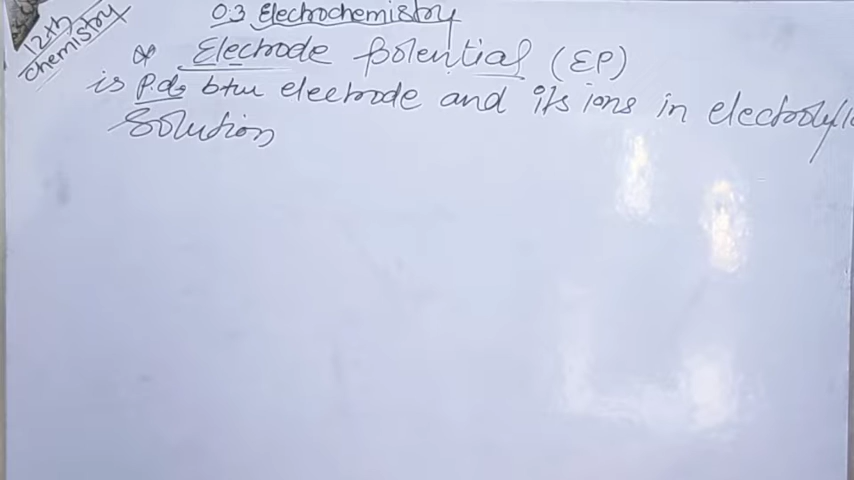 12th
chemistry
03 Electrochemistry
* Electrode Potential (EP)
is p.d. btw electrode and its ions in electrolytic
Solution